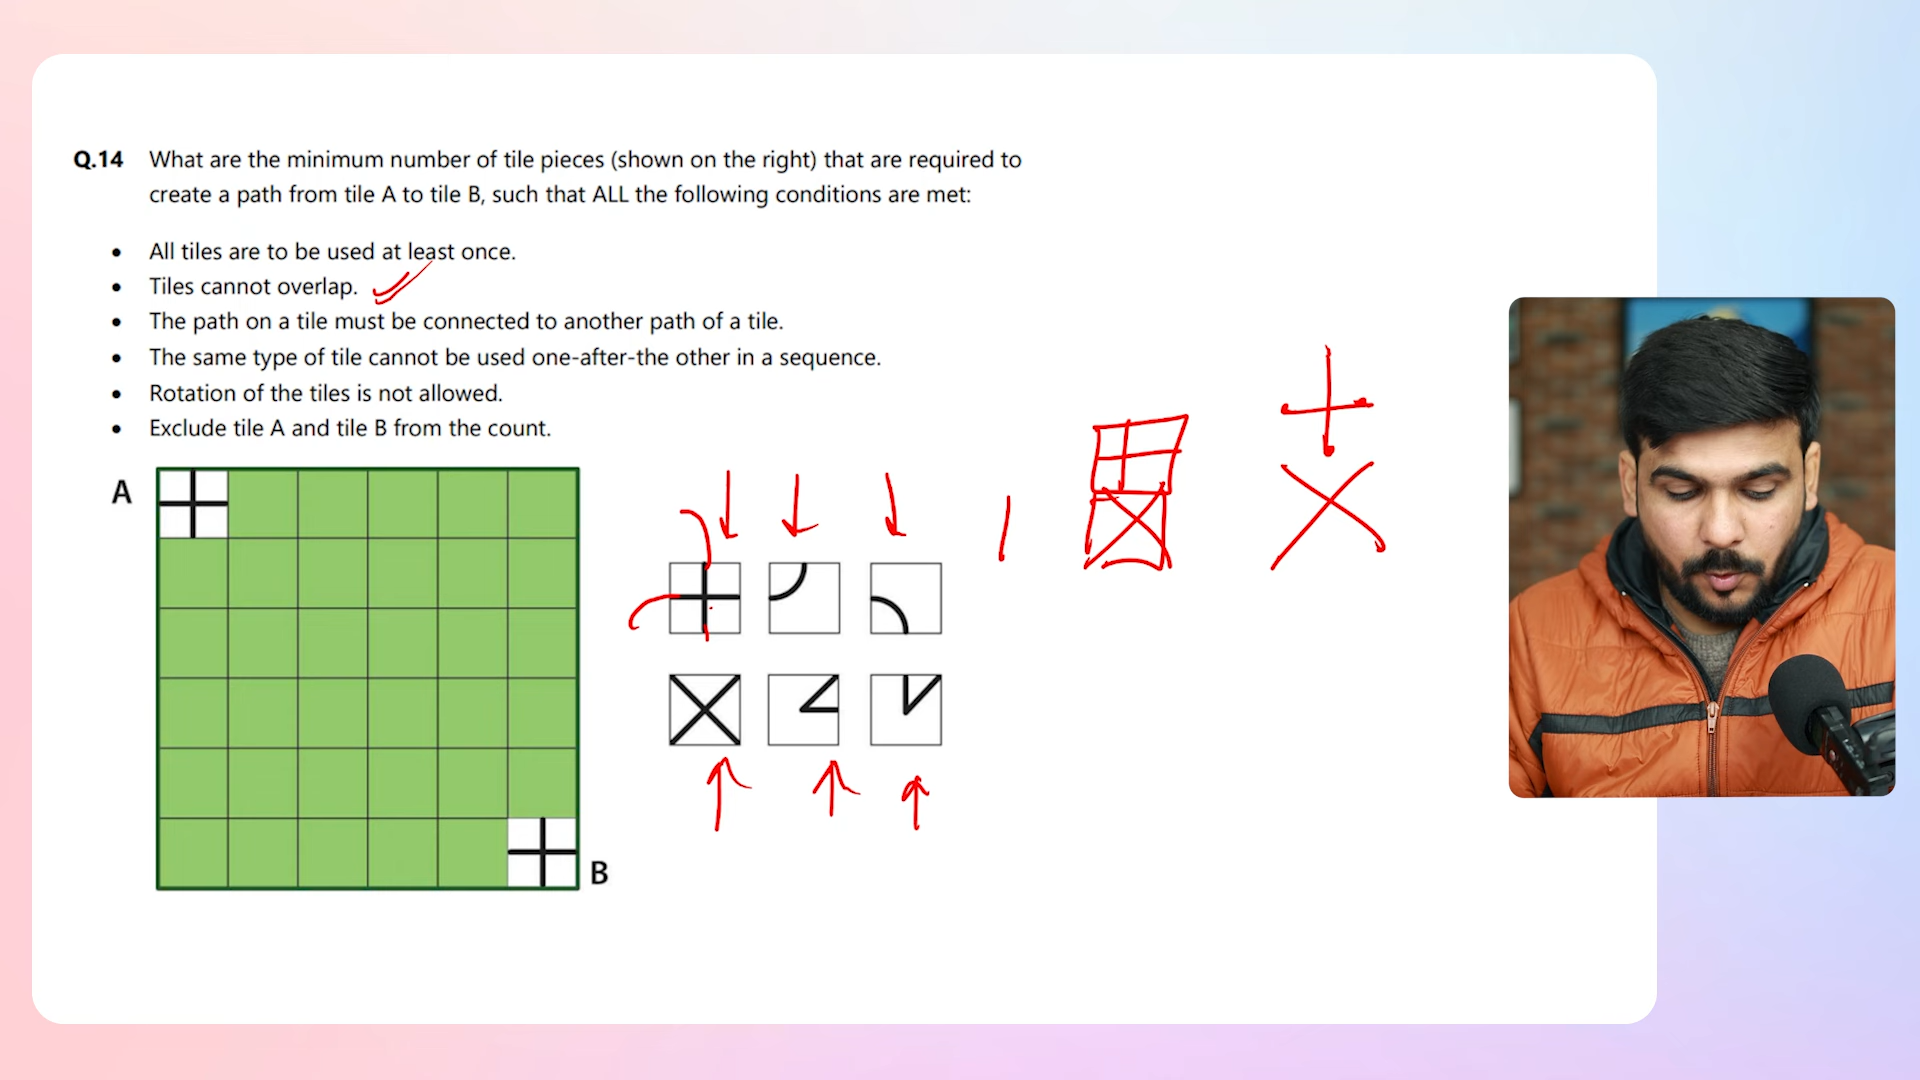 Q.14 What are the minimum number of tile pieces (shown on the right) that are required to
create a path from tile A to tile B, such that ALL the following conditions are met:
• All tiles are to be used at least once.
• Tiles cannot overlap.
• The path on a tile must be connected to another path of a tile.
• The same type of tile cannot be used one-after-the other in a sequence.
• Rotation of the tiles is not allowed.
• Exclude tile A and tile B from the count.
A
B